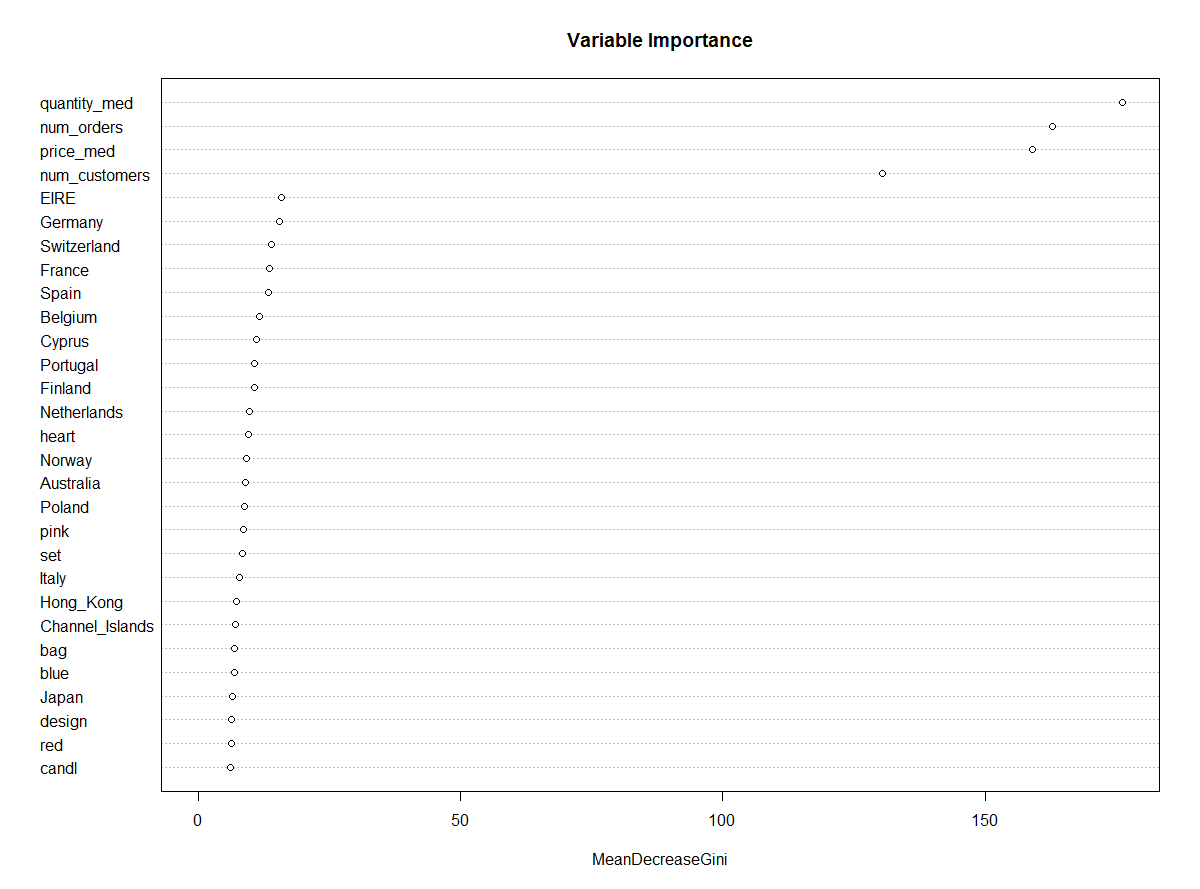 Variable Importance
quantity_med
num_orders
price_med
num_customers
EIRE
Germany
Switzerland
France
Spain
Belgium
Cyprus
Portugal
Finland
Netherlands
heart
Norway
Australia
Poland
pink
set
Italy
Hong_Kong
Channel_Islands
bag
blue
Japan
design
red
candl
0 50 100 150
MeanDecreaseGini